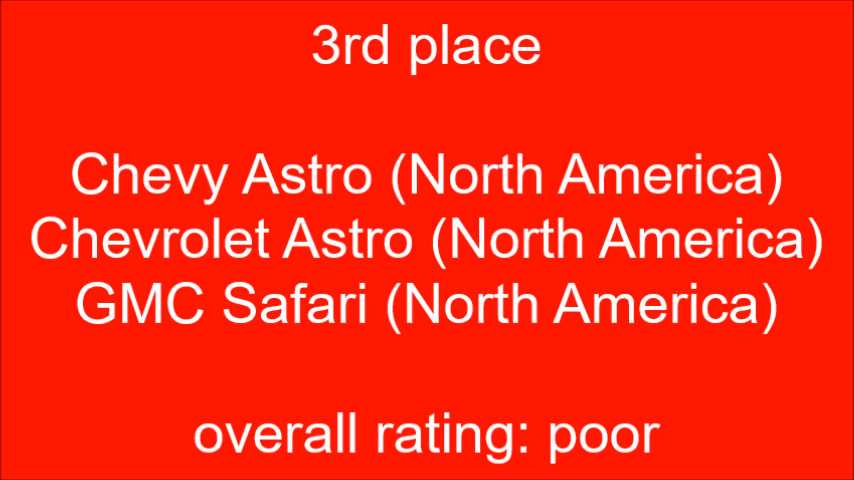 3rd place
Chevy Astro (North America)
Chevrolet Astro (North America)
GMC Safari (North America)
overall rating: poor